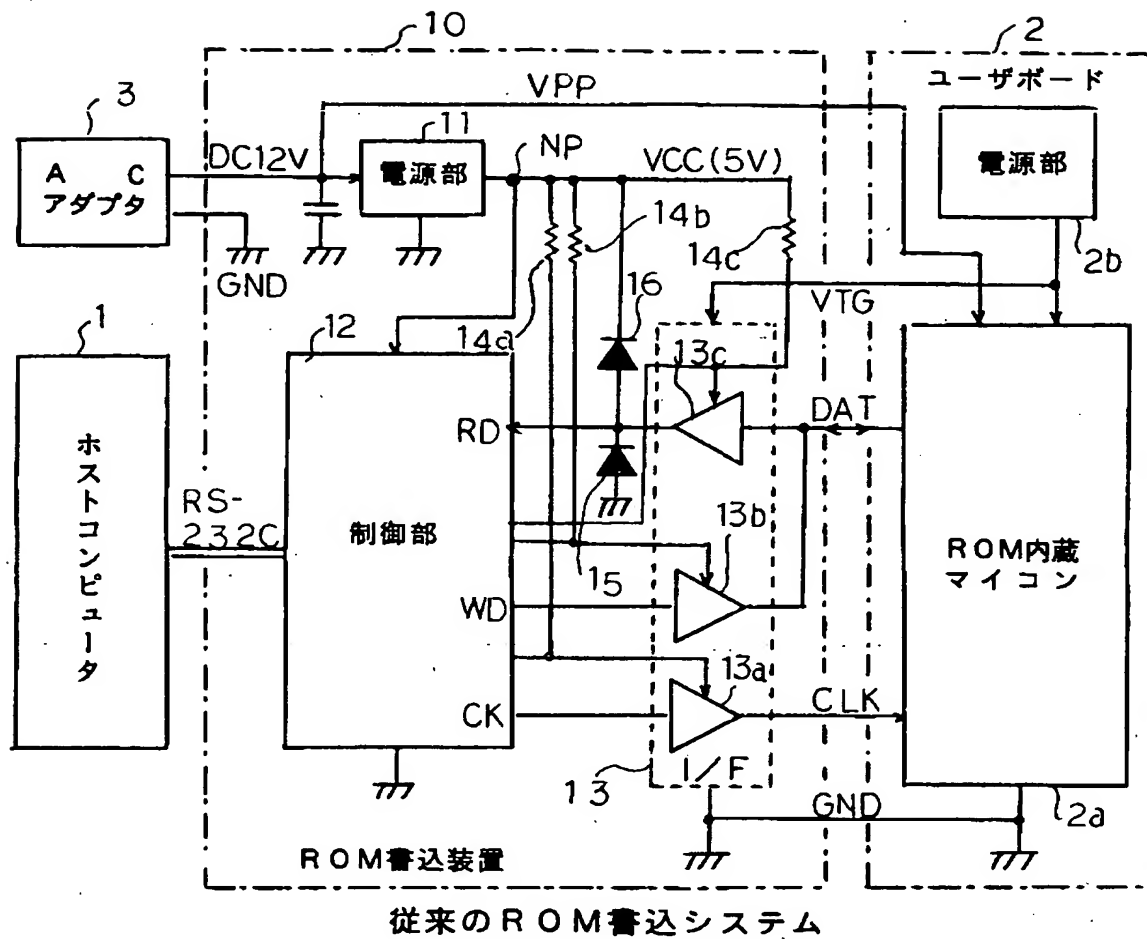 10
2
ユーザボード
3
VPP
11
A C
アダプタ
DC12V
電源部
NP
VCC(5V)
電源部
14b
14c
2b
GND
VTG
16
1
12
14a
13c
RD
DAT
ホストコンピュータ
RS-
232C
制御部
15
13b
ROM内蔵
マイコン
WD
13a
CK
CLK
13
I/F
GND
2a
ROM書込装置
従来のROM書込システム